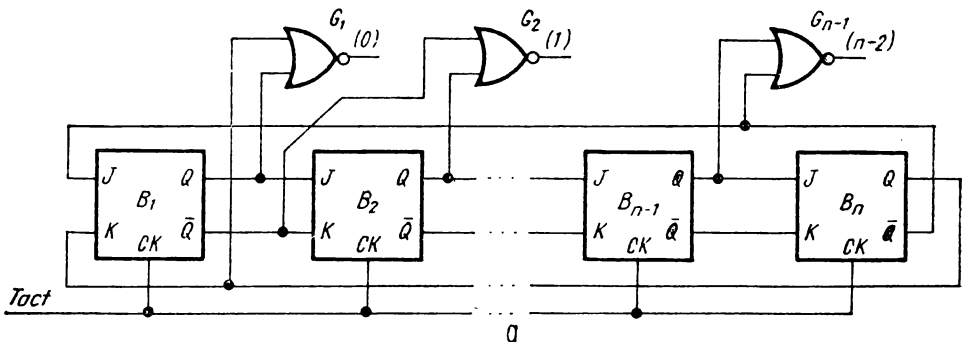 G1 (0)
G2 (1)
Gn-1 (n-2)
J Q J Q J Q J Q
B1 B2 Bn-1 Bn
K Q̄ K Q̄ K Q̄ K Q̄
CK CK CK CK
Tact
a